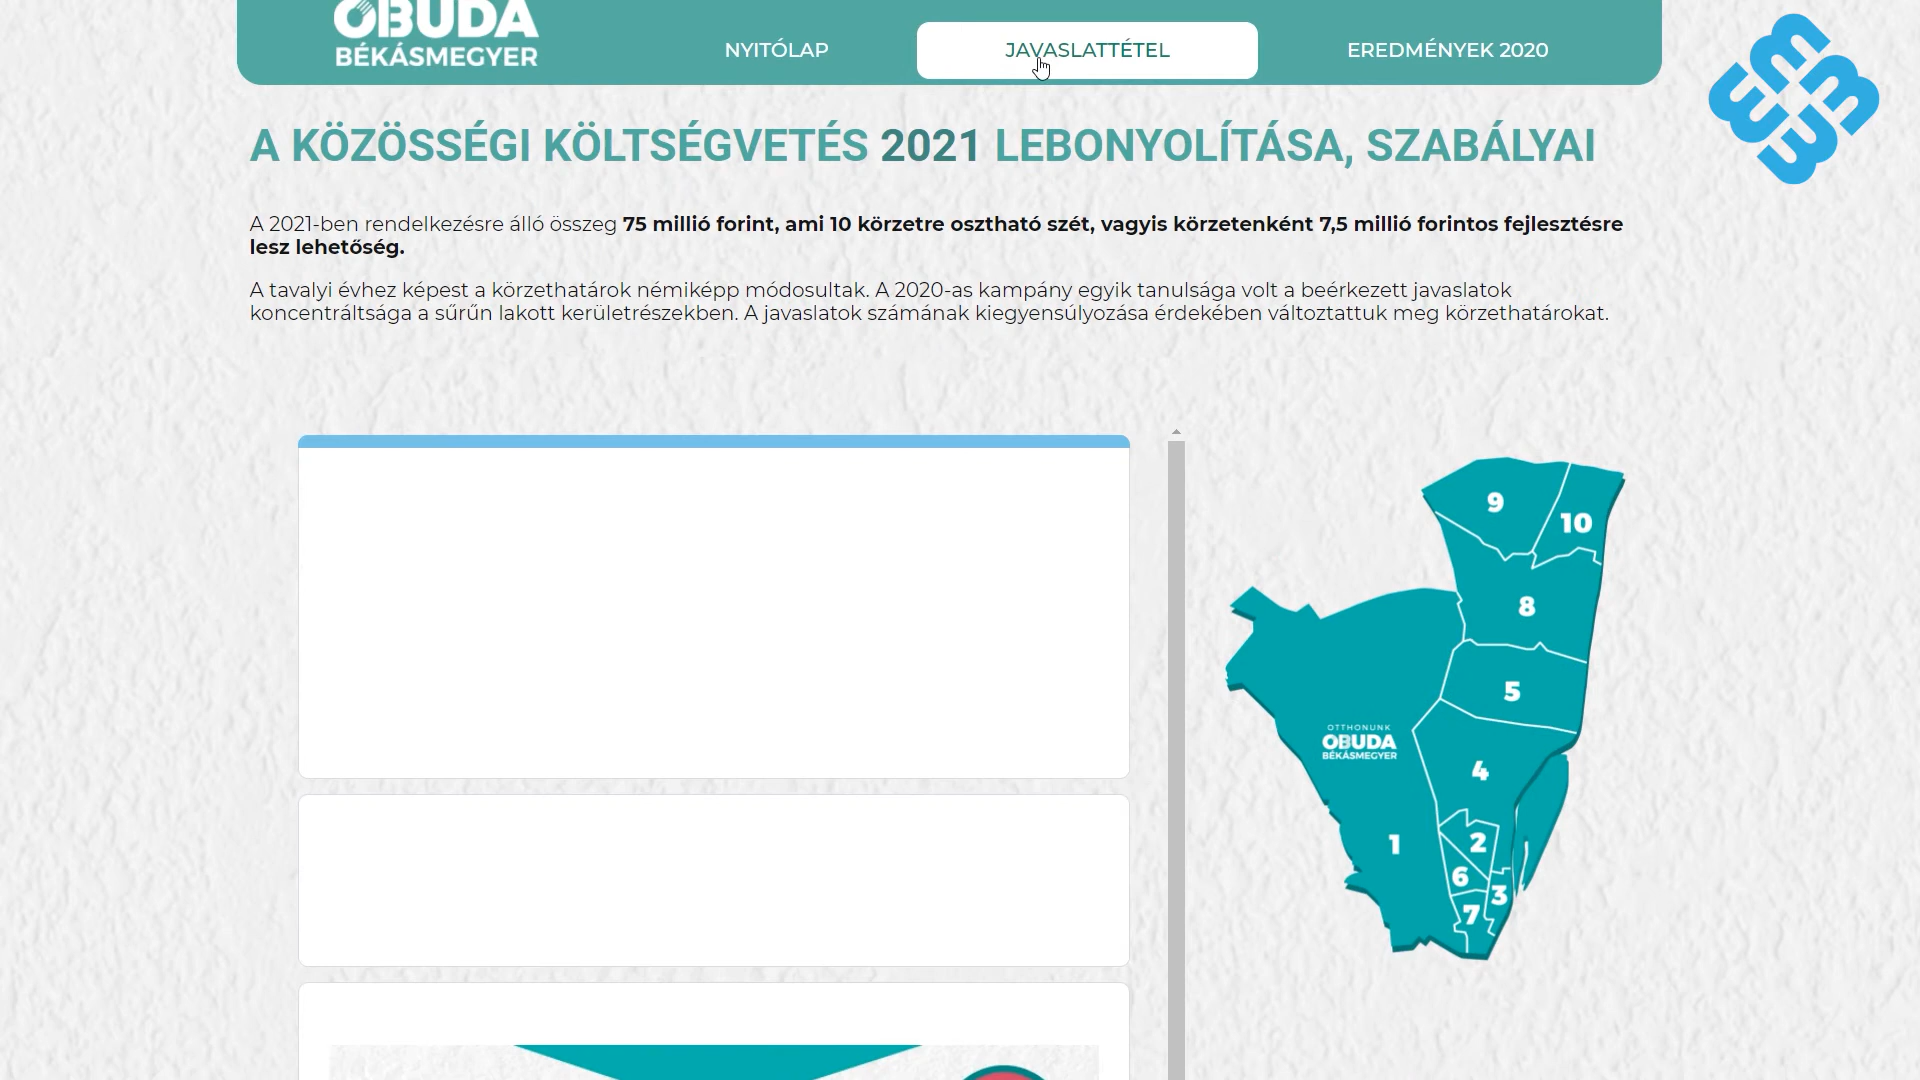 ÓBUDA
BÉKÁSMEGYER
NYITÓLAP
JAVASLATTÉTEL
EREDMÉNYEK 2020
A KÖZÖSSÉGI KÖLTSÉGVETÉS 2021 LEBONYOLÍTÁSA, SZABÁLYAI
A 2021-ben rendelkezésre álló összeg 75 millió forint, ami 10 körzetre osztható szét, vagyis körzetenként 7,5 millió forintos fejlesztésre
lesz lehetőség.
A tavalyi évhez képest a körzethatárok némiképp módosultak. A 2020-as kampány egyik tanulsága volt a beérkezett javaslatok
koncentráltsága a sűrűn lakott kerületrészekben. A javaslatok számának kiegyensúlyozása érdekében változtattuk meg körzethatárokat.
9
10
8
5
OTTHONUNK
ÓBUDA
BÉKÁSMEGYER
4
1
2
6
3
7